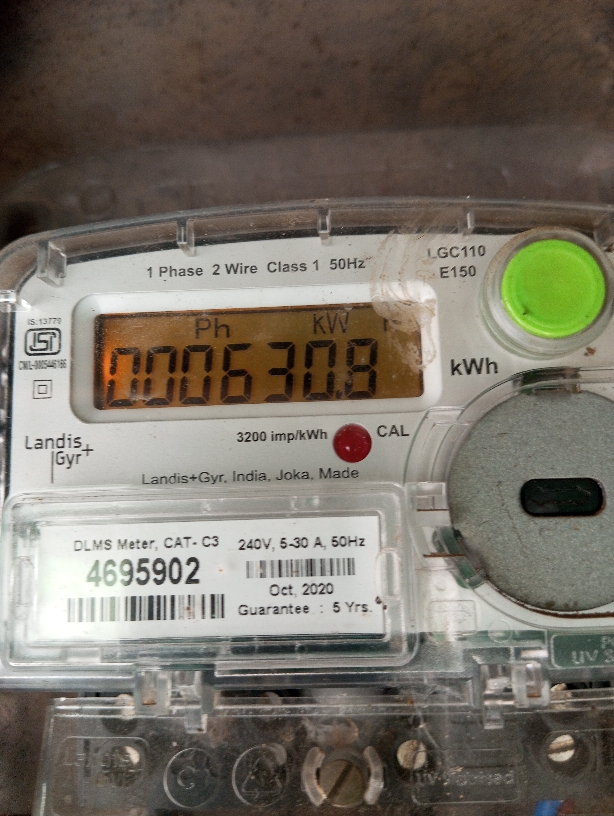 1 Phase 2 Wire Class 1 50Hz
LGC110
E150
IS:13779
Ph kW
000630.8
kWh
3200 imp/kWh
CAL
Landis
Gyr+
Landis+Gyr, India, Joka, Made
DLMS Meter, CAT- C3
4695902
240V, 5-30 A, 50Hz
Oct, 2020
Guarantee : 5 Yrs.